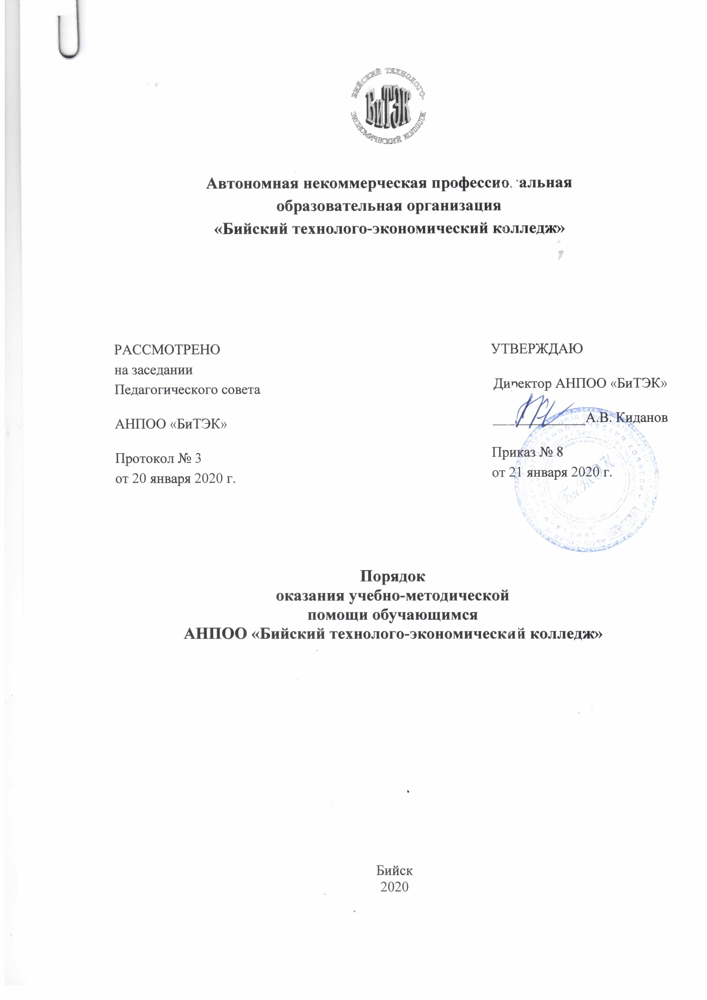 БИЙСКИЙ ТЕХНОЛОГО-
БиТЭК
ЭКОНОМИЧЕСКИЙ КОЛЛЕДЖ
Автономная некоммерческая профессиональная
образовательная организация
«Бийский технолого-экономический колледж»
РАССМОТРЕНО
на заседании
Педагогического совета
АНПОО «БиТЭК»
Протокол № 3
от 20 января 2020 г.
УТВЕРЖДАЮ
Директор АНПОО «БиТЭК»
_____________А.В. Киданов
Приказ № 8
от 21 января 2020 г.
БиТЭК
Порядок
оказания учебно-методической
помощи обучающимся
АНПОО «Бийский технолого-экономический колледж»
Бийск
2020